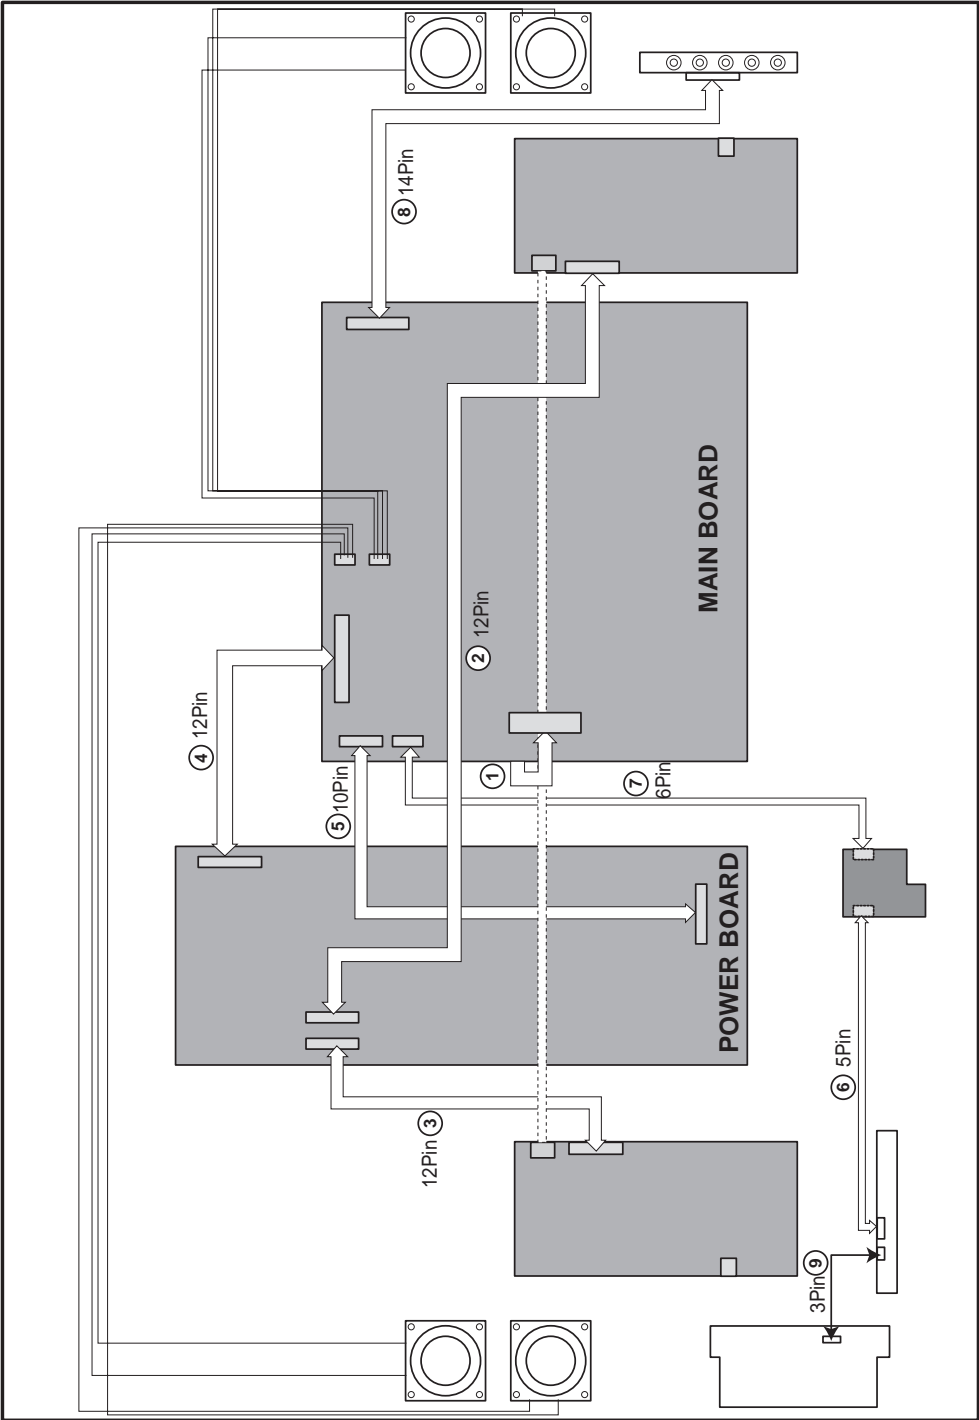 8 14Pin
MAIN BOARD
2 12Pin
4 12Pin
1
7
6Pin
5 10Pin
POWER BOARD
6 5Pin
12Pin 3
3Pin 9